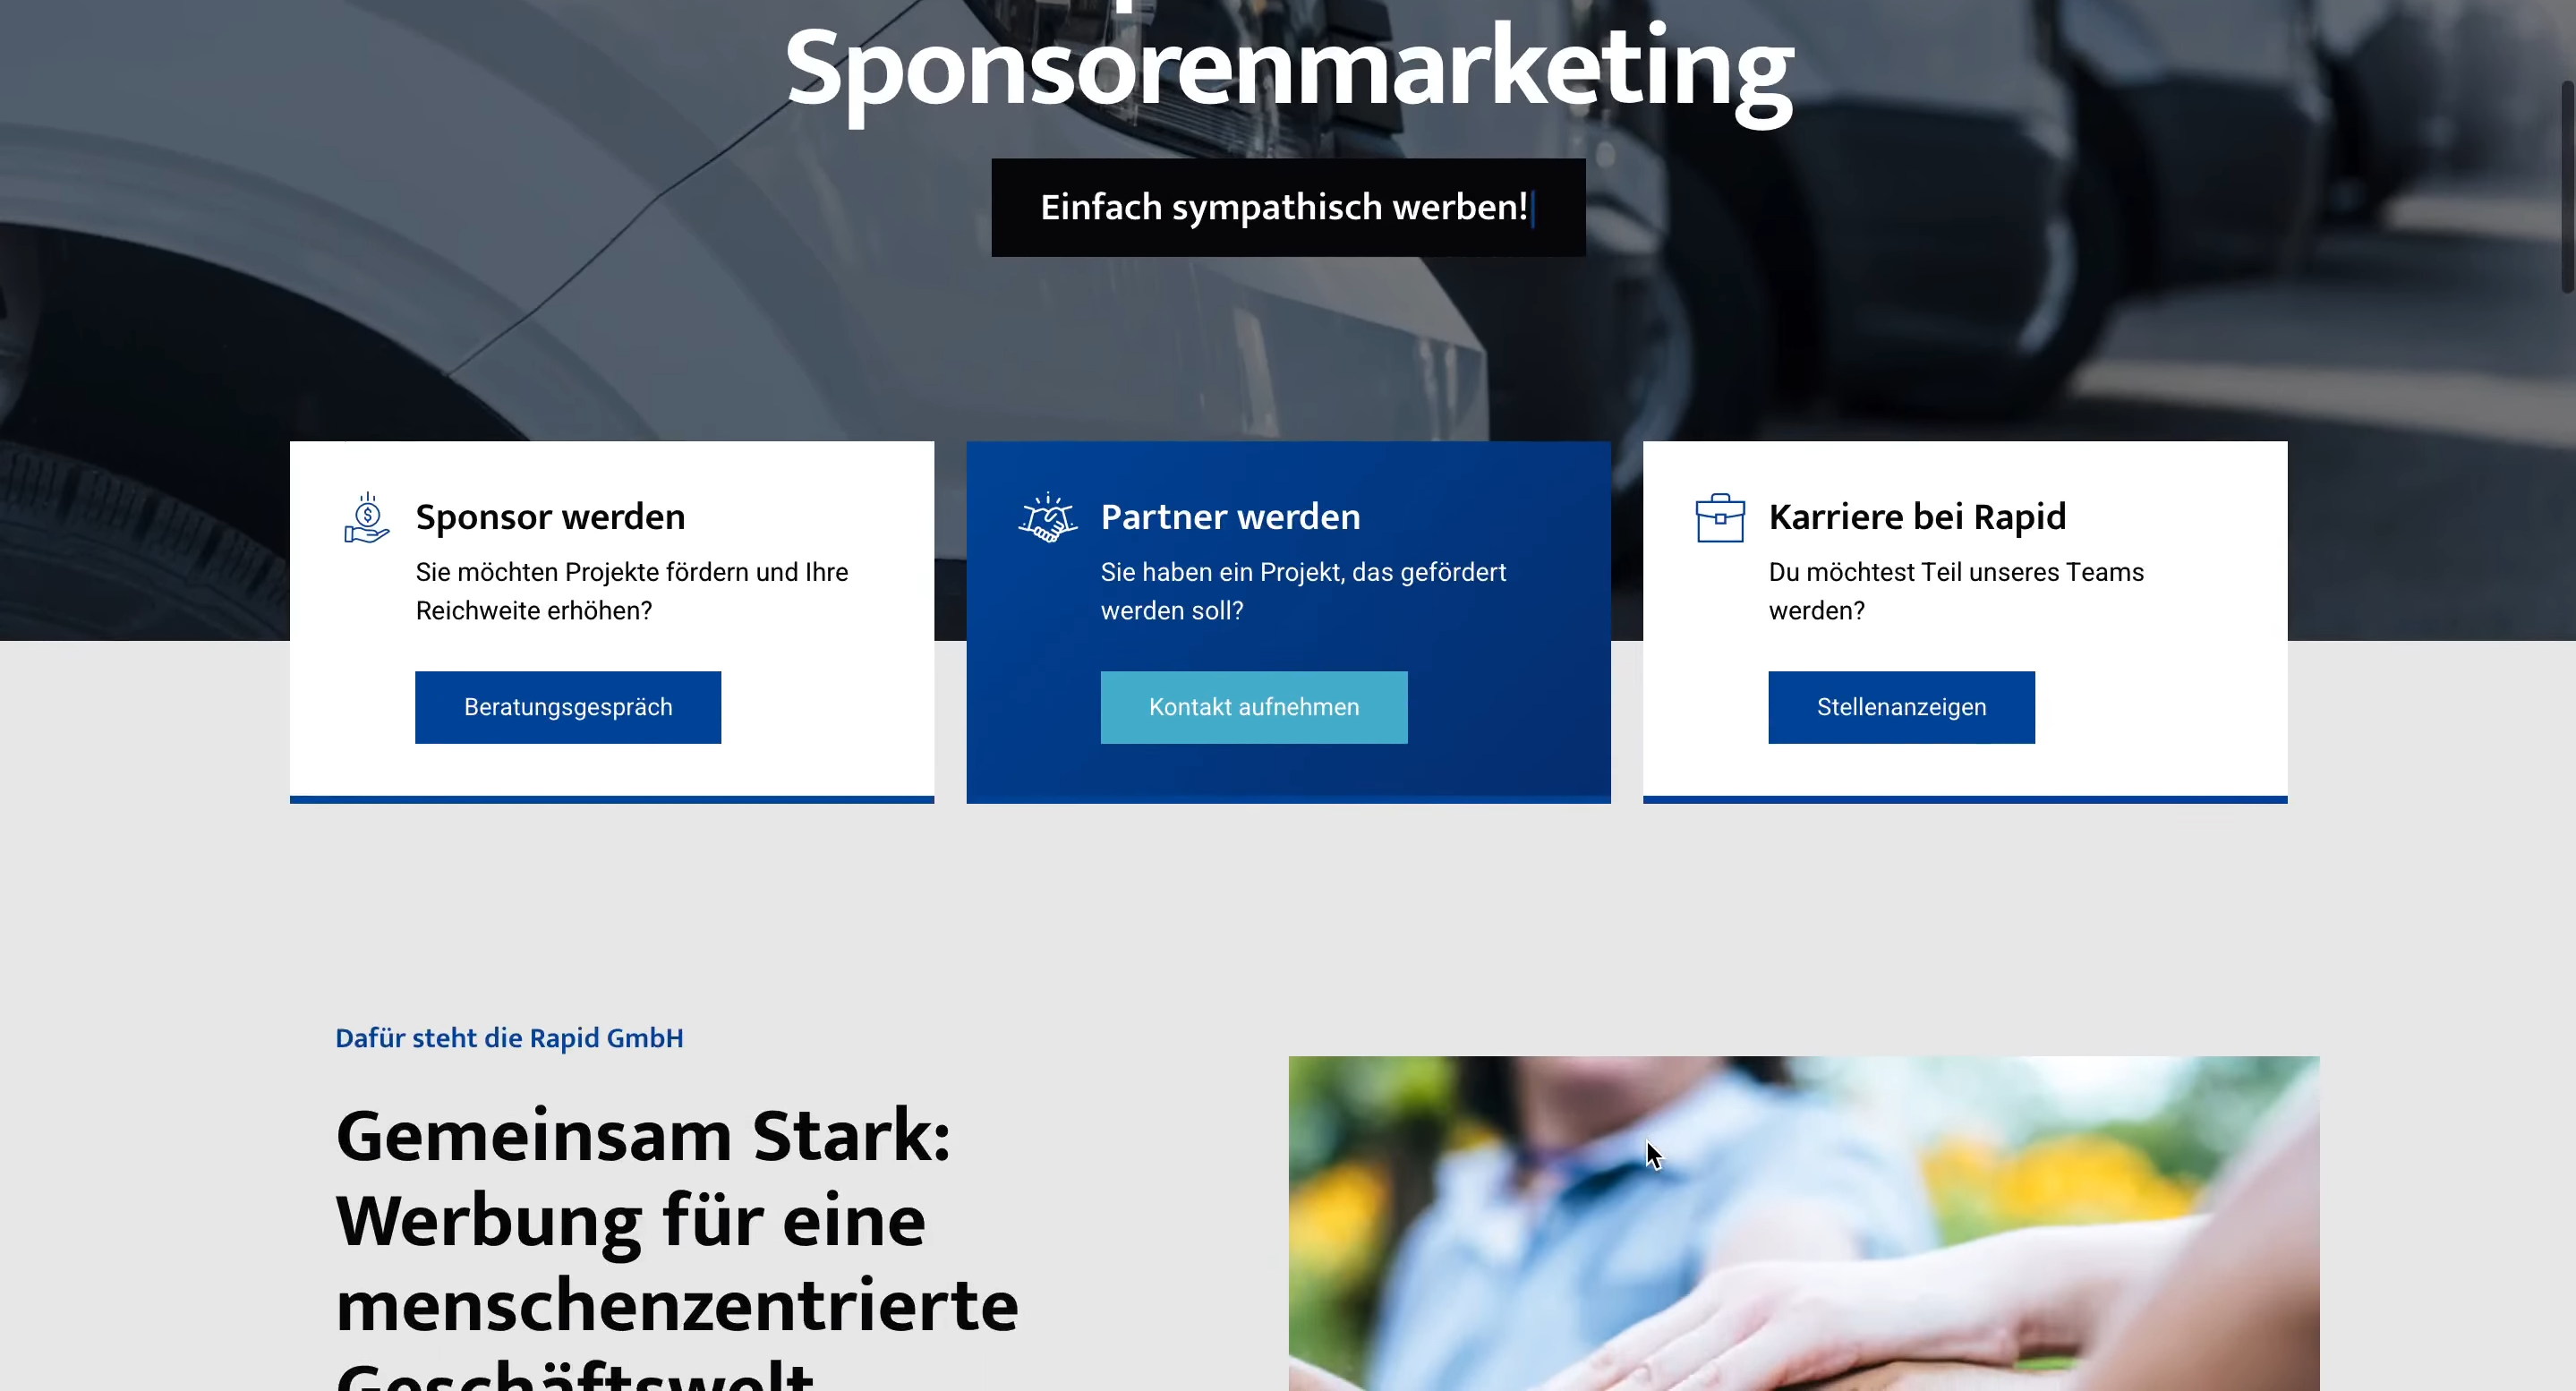 Sponsorenmarketing
Einfach sympathisch werben!
Sponsor werden
Sie möchten Projekte fördern und Ihre
Reichweite erhöhen?
Beratungsgespräch
Partner werden
Sie haben ein Projekt, das gefördert
werden soll?
Kontakt aufnehmen
Karriere bei Rapid
Du möchtest Teil unseres Teams
werden?
Stellenanzeigen
Dafür steht die Rapid GmbH
Gemeinsam Stark:
Werbung für eine
menschenzentrierte
Geschäftswelt